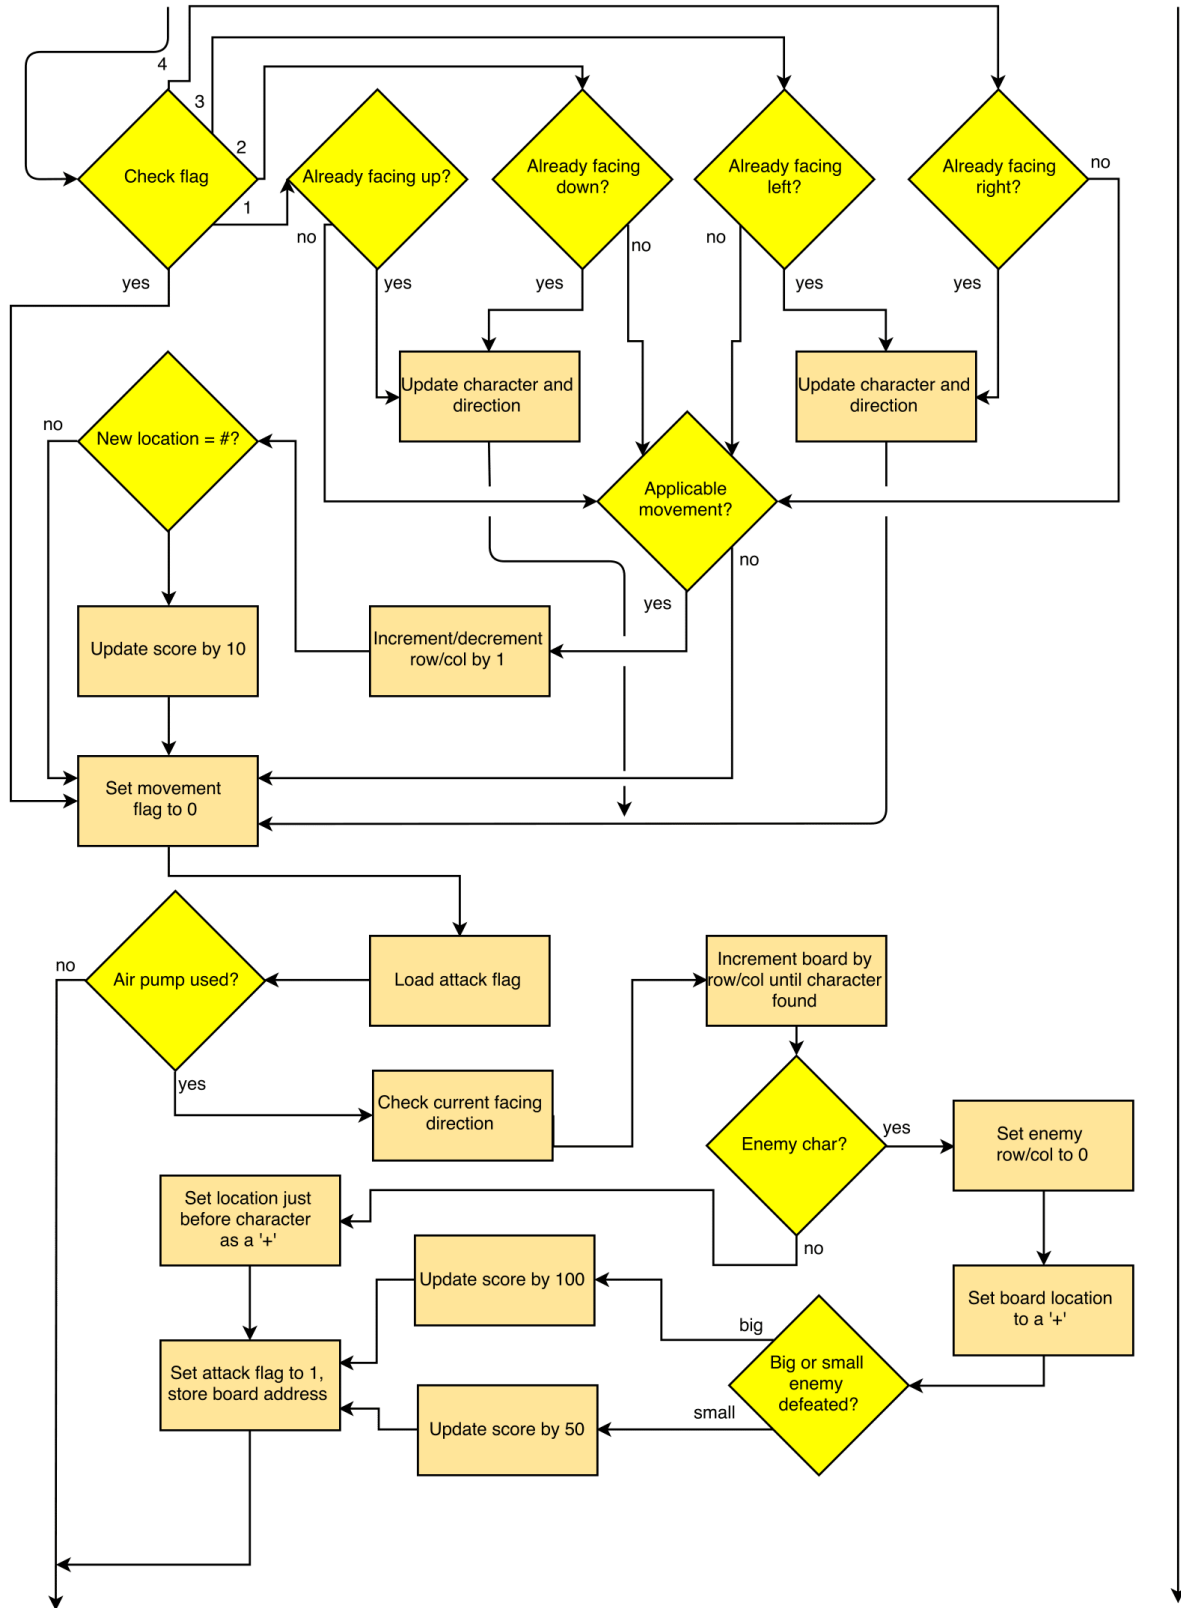 4
3
2
1
Check flag
Already facing up?
Already facing
down?
Already facing
left?
Already facing
right?
no
no
no
no
yes
yes
yes
yes
yes
Update character and
direction
Update character and
direction
no
New location = #?
Applicable
movement?
no
yes
Update score by 10
Increment/decrement
row/col by 1
Set movement
flag to 0
no
Air pump used?
Load attack flag
Increment board by
row/col until character
found
yes
Check current facing
direction
Enemy char?
yes
Set enemy
row/col to 0
Set location just
before character
as a '+'
no
Update score by 100
Set board location
to a '+'
big
Big or small
enemy
defeated?
Set attack flag to 1,
store board address
small
Update score by 50